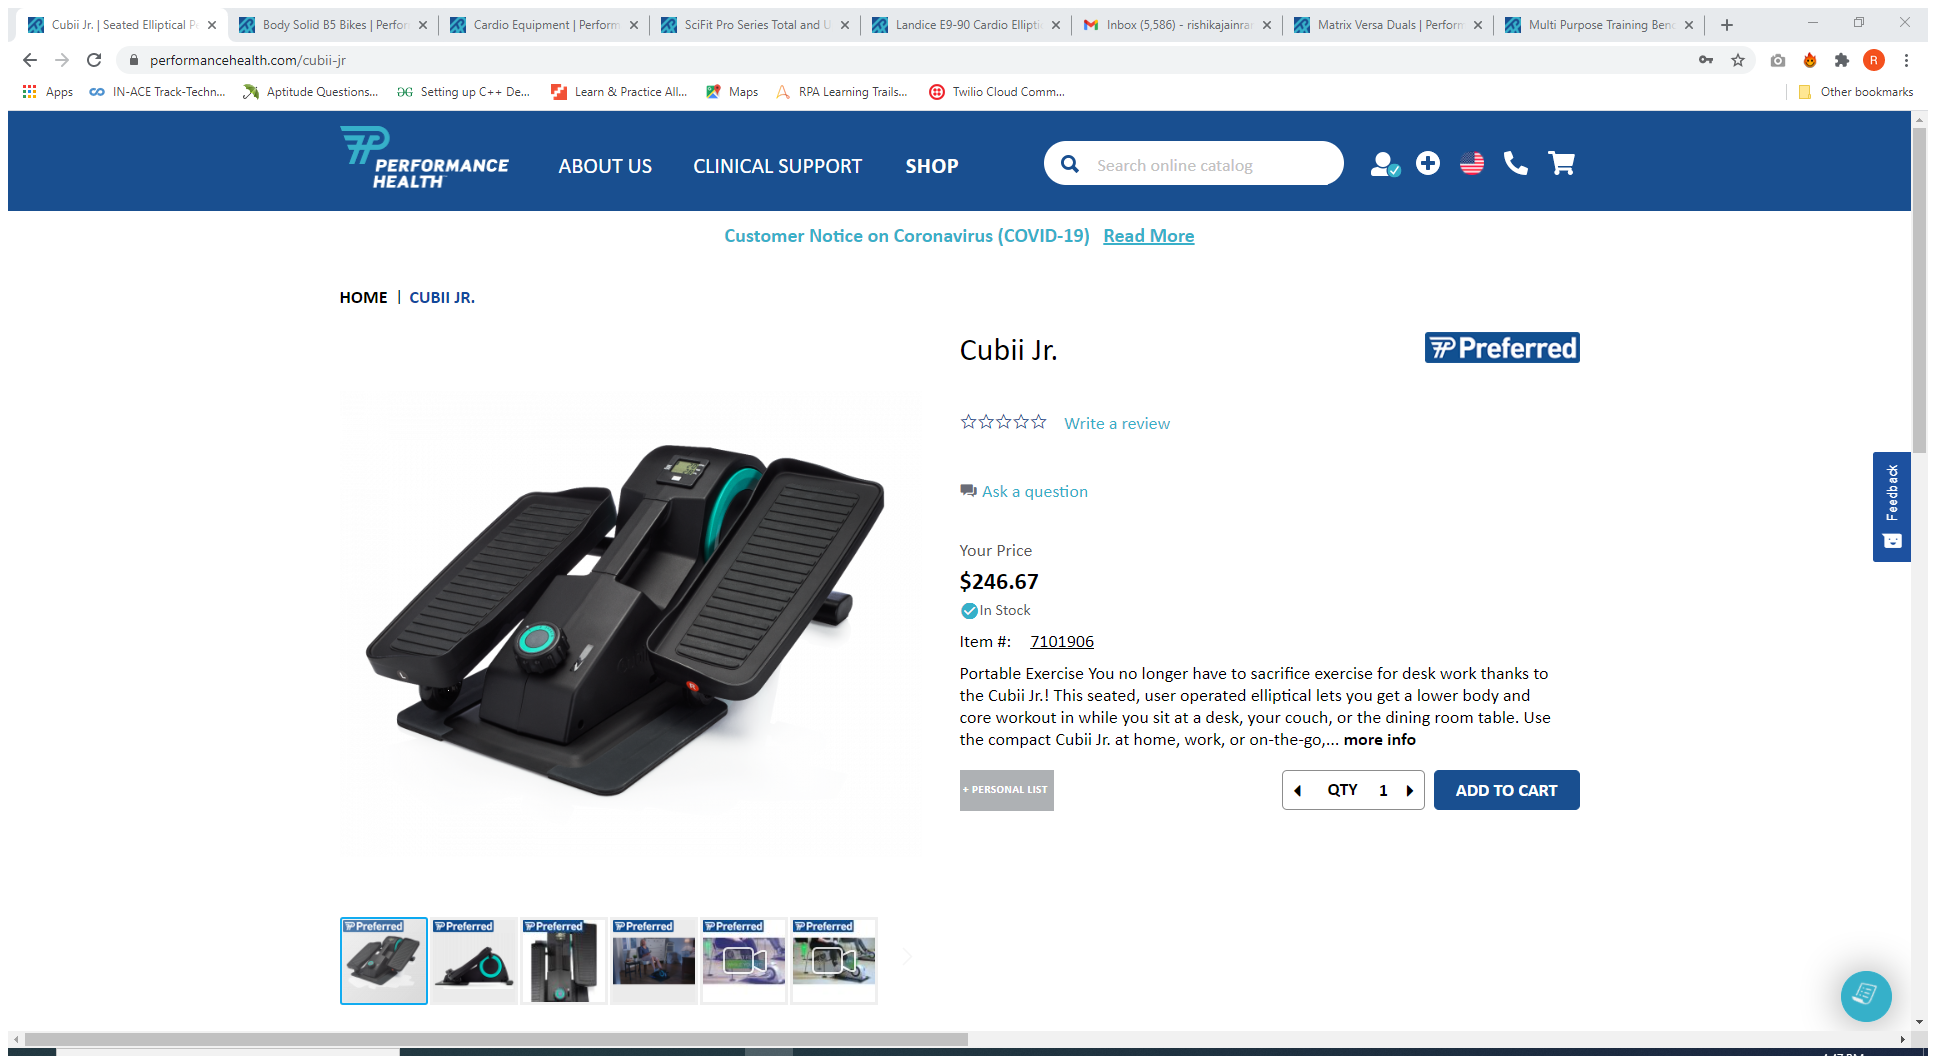 Cubii Jr. | Seated Elliptical Pe
Body Solid B5 Bikes | Perfor
Cardio Equipment | Perform
SciFit Pro Series Total and U
Landice E9-90 Cardio Ellipti
Inbox (5,586) - rishikajainran
Matrix Versa Duals | Perform
Multi Purpose Training Benc
performancehealth.com/cubii-jr
R
Apps
IN-ACE Track-Techn...
Aptitude Questions...
Setting up C++ De...
Learn & Practice All...
Maps
RPA Learning Trails...
Twilio Cloud Comm...
Other bookmarks
PERFORMANCE
HEALTH
ABOUT US
CLINICAL SUPPORT
SHOP
Search online catalog
Customer Notice on Coronavirus (COVID-19) Read More
HOME | CUBII JR.
Cubii Jr.
Preferred
Write a review
Ask a question
Feedback
Your Price
$246.67
In Stock
Item #: 7101906
Portable Exercise You no longer have to sacrifice exercise for desk work thanks to
the Cubii Jr.! This seated, user operated elliptical lets you get a lower body and
core workout in while you sit at a desk, your couch, or the dining room table. Use
the compact Cubii Jr. at home, work, or on-the-go,... more info
+ PERSONAL LIST
QTY 1
ADD TO CART
Preferred
Preferred
Preferred
Preferred
Preferred
Preferred